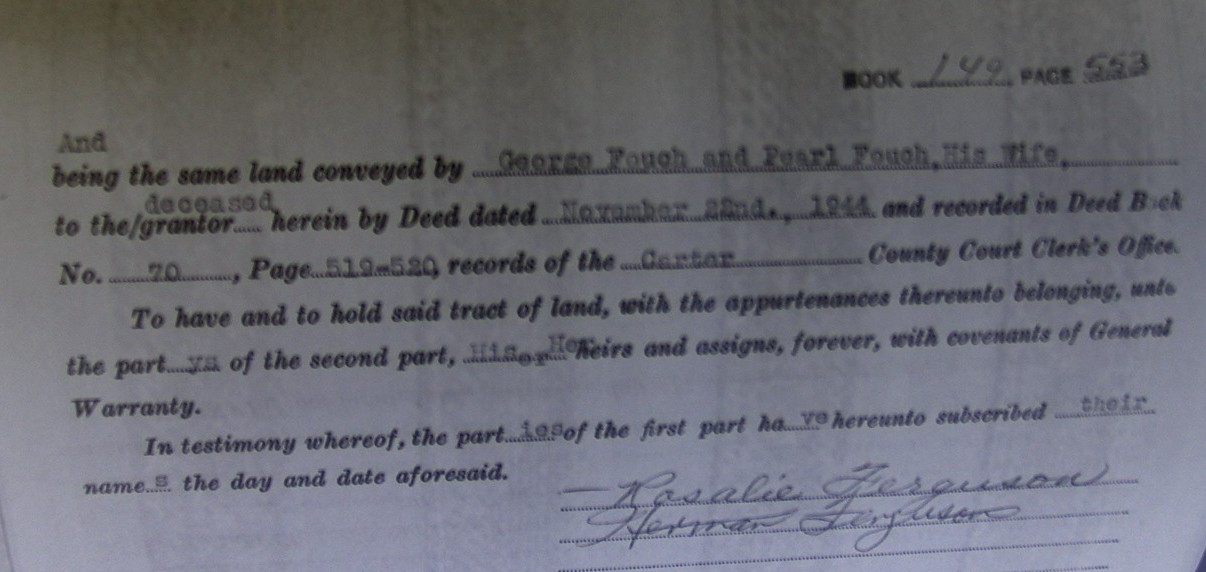 BOOK 149 PAGE 553
And
being the same land conveyed by George Fouch and Pearl Fouch, His Wife,
deceased
to the/grantor herein by Deed dated November 22nd., 1944 and recorded in Deed Book
No. 70, Page 519-520, records of the Carter County Court Clerk's Office.
To have and to hold said tract of land, with the appurtenances thereunto belonging, unto
the part ys of the second part, His, heirs and assigns, forever, with covenants of General
Warranty.
In testimony whereof, the part ies of the first part ha ve hereunto subscribed their
name s the day and date aforesaid.
Rosalie Ferguson
Herman Ferguson